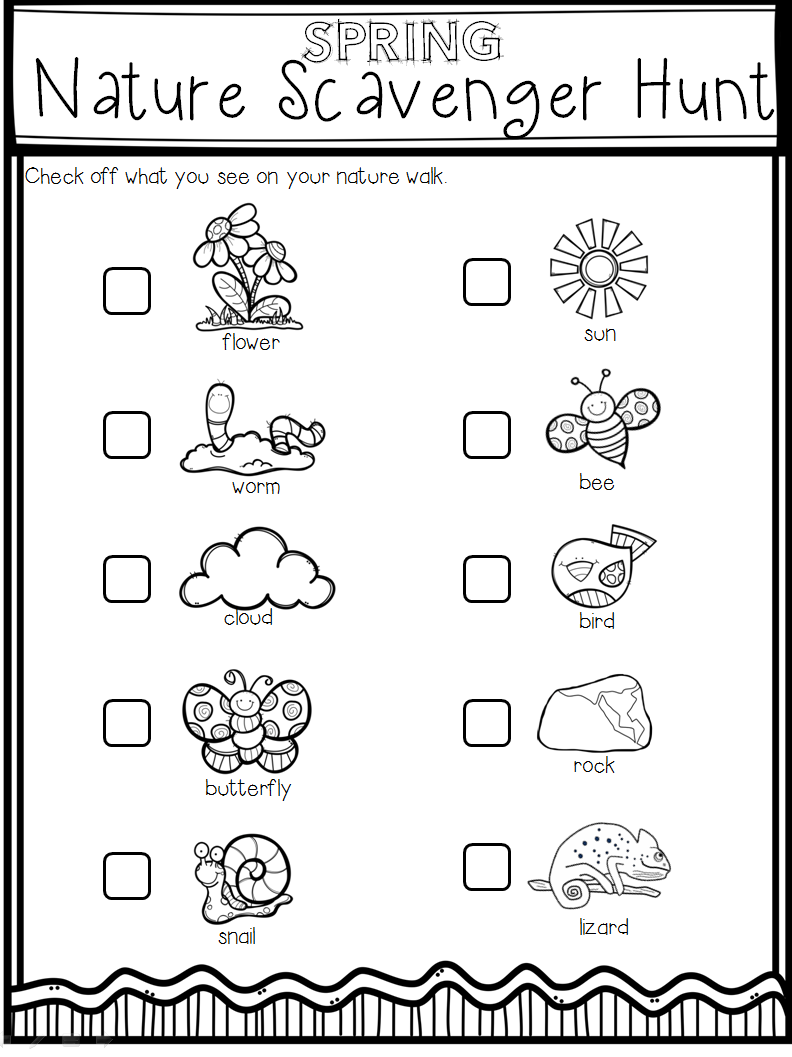 SPRING
Nature Scavenger Hunt
Check off what you see on your nature walk.
flower
sun
worm
bee
cloud
bird
butterfly
rock
snail
lizard